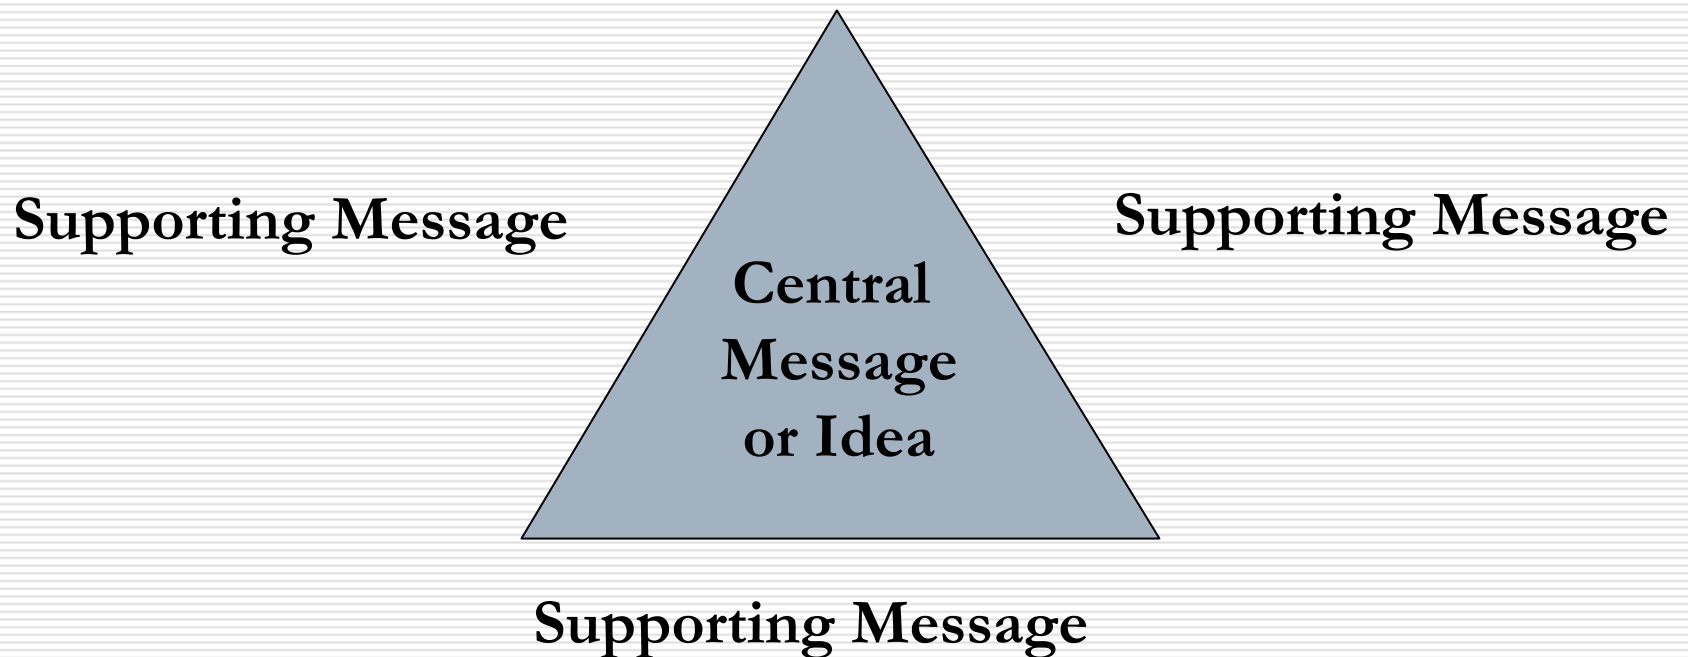 Supporting Message
Supporting Message
Central
Message
or Idea
Supporting Message